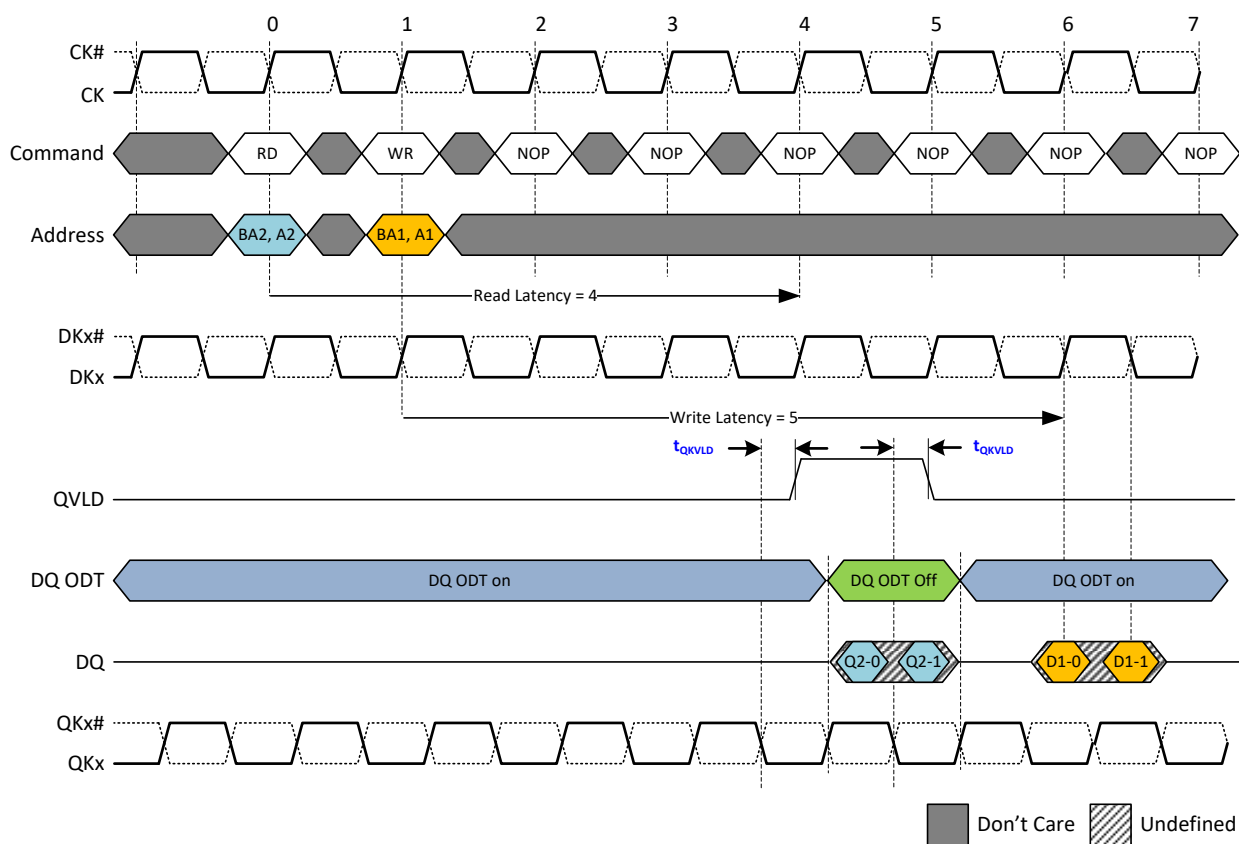 0 1 2 3 4 5 6 7
CK#
CK
Command RD WR NOP NOP NOP NOP NOP NOP
Address BA2, A2 BA1, A1
Read Latency = 4
DKx#
DKx
Write Latency = 5
tQKVLD tQKVLD
QVLD
DQ ODT DQ ODT on DQ ODT Off DQ ODT on
DQ Q2-0 Q2-1 D1-0 D1-1
QKx#
QKx
Don't Care Undefined